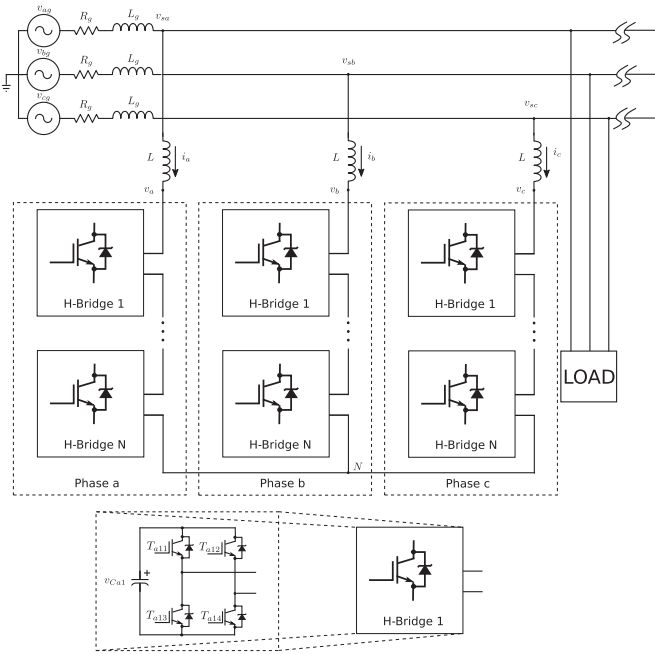 v_ag R_g L_g v_sa
v_bg R_g L_g v_sb
v_cg R_g L_g v_sc
L i_a L i_b L i_c
v_a v_b v_c
H-Bridge 1 H-Bridge 1 H-Bridge 1
LOAD
H-Bridge N H-Bridge N H-Bridge N
N
Phase a Phase b Phase c
T_a11 T_a12
v_Ca1 +
T_a13 T_a14
H-Bridge 1